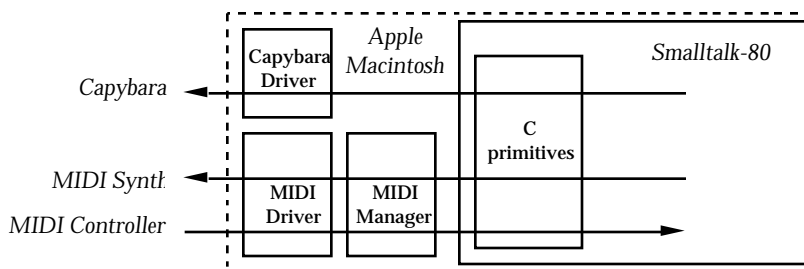 Capybara
Driver
Apple
Macintosh
Smalltalk-80
Capybara
C
primitives
MIDI Synth
MIDI
Driver
MIDI
Manager
MIDI Controller